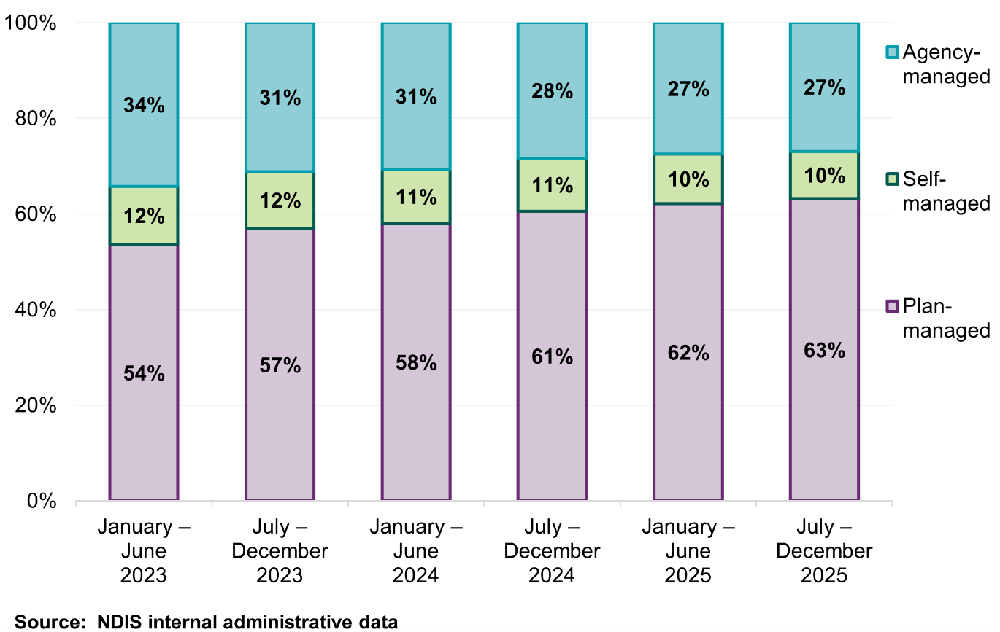 100%
80%
60%
40%
20%
0%
34%
12%
54%
31%
12%
57%
31%
11%
58%
28%
11%
61%
27%
10%
62%
27%
10%
63%
January –
June
2023
July –
December
2023
January –
June
2024
July –
December
2024
January –
June
2025
July –
December
2025
Agency-
managed
Self-
managed
Plan-
managed
Source:  NDIS internal administrative data